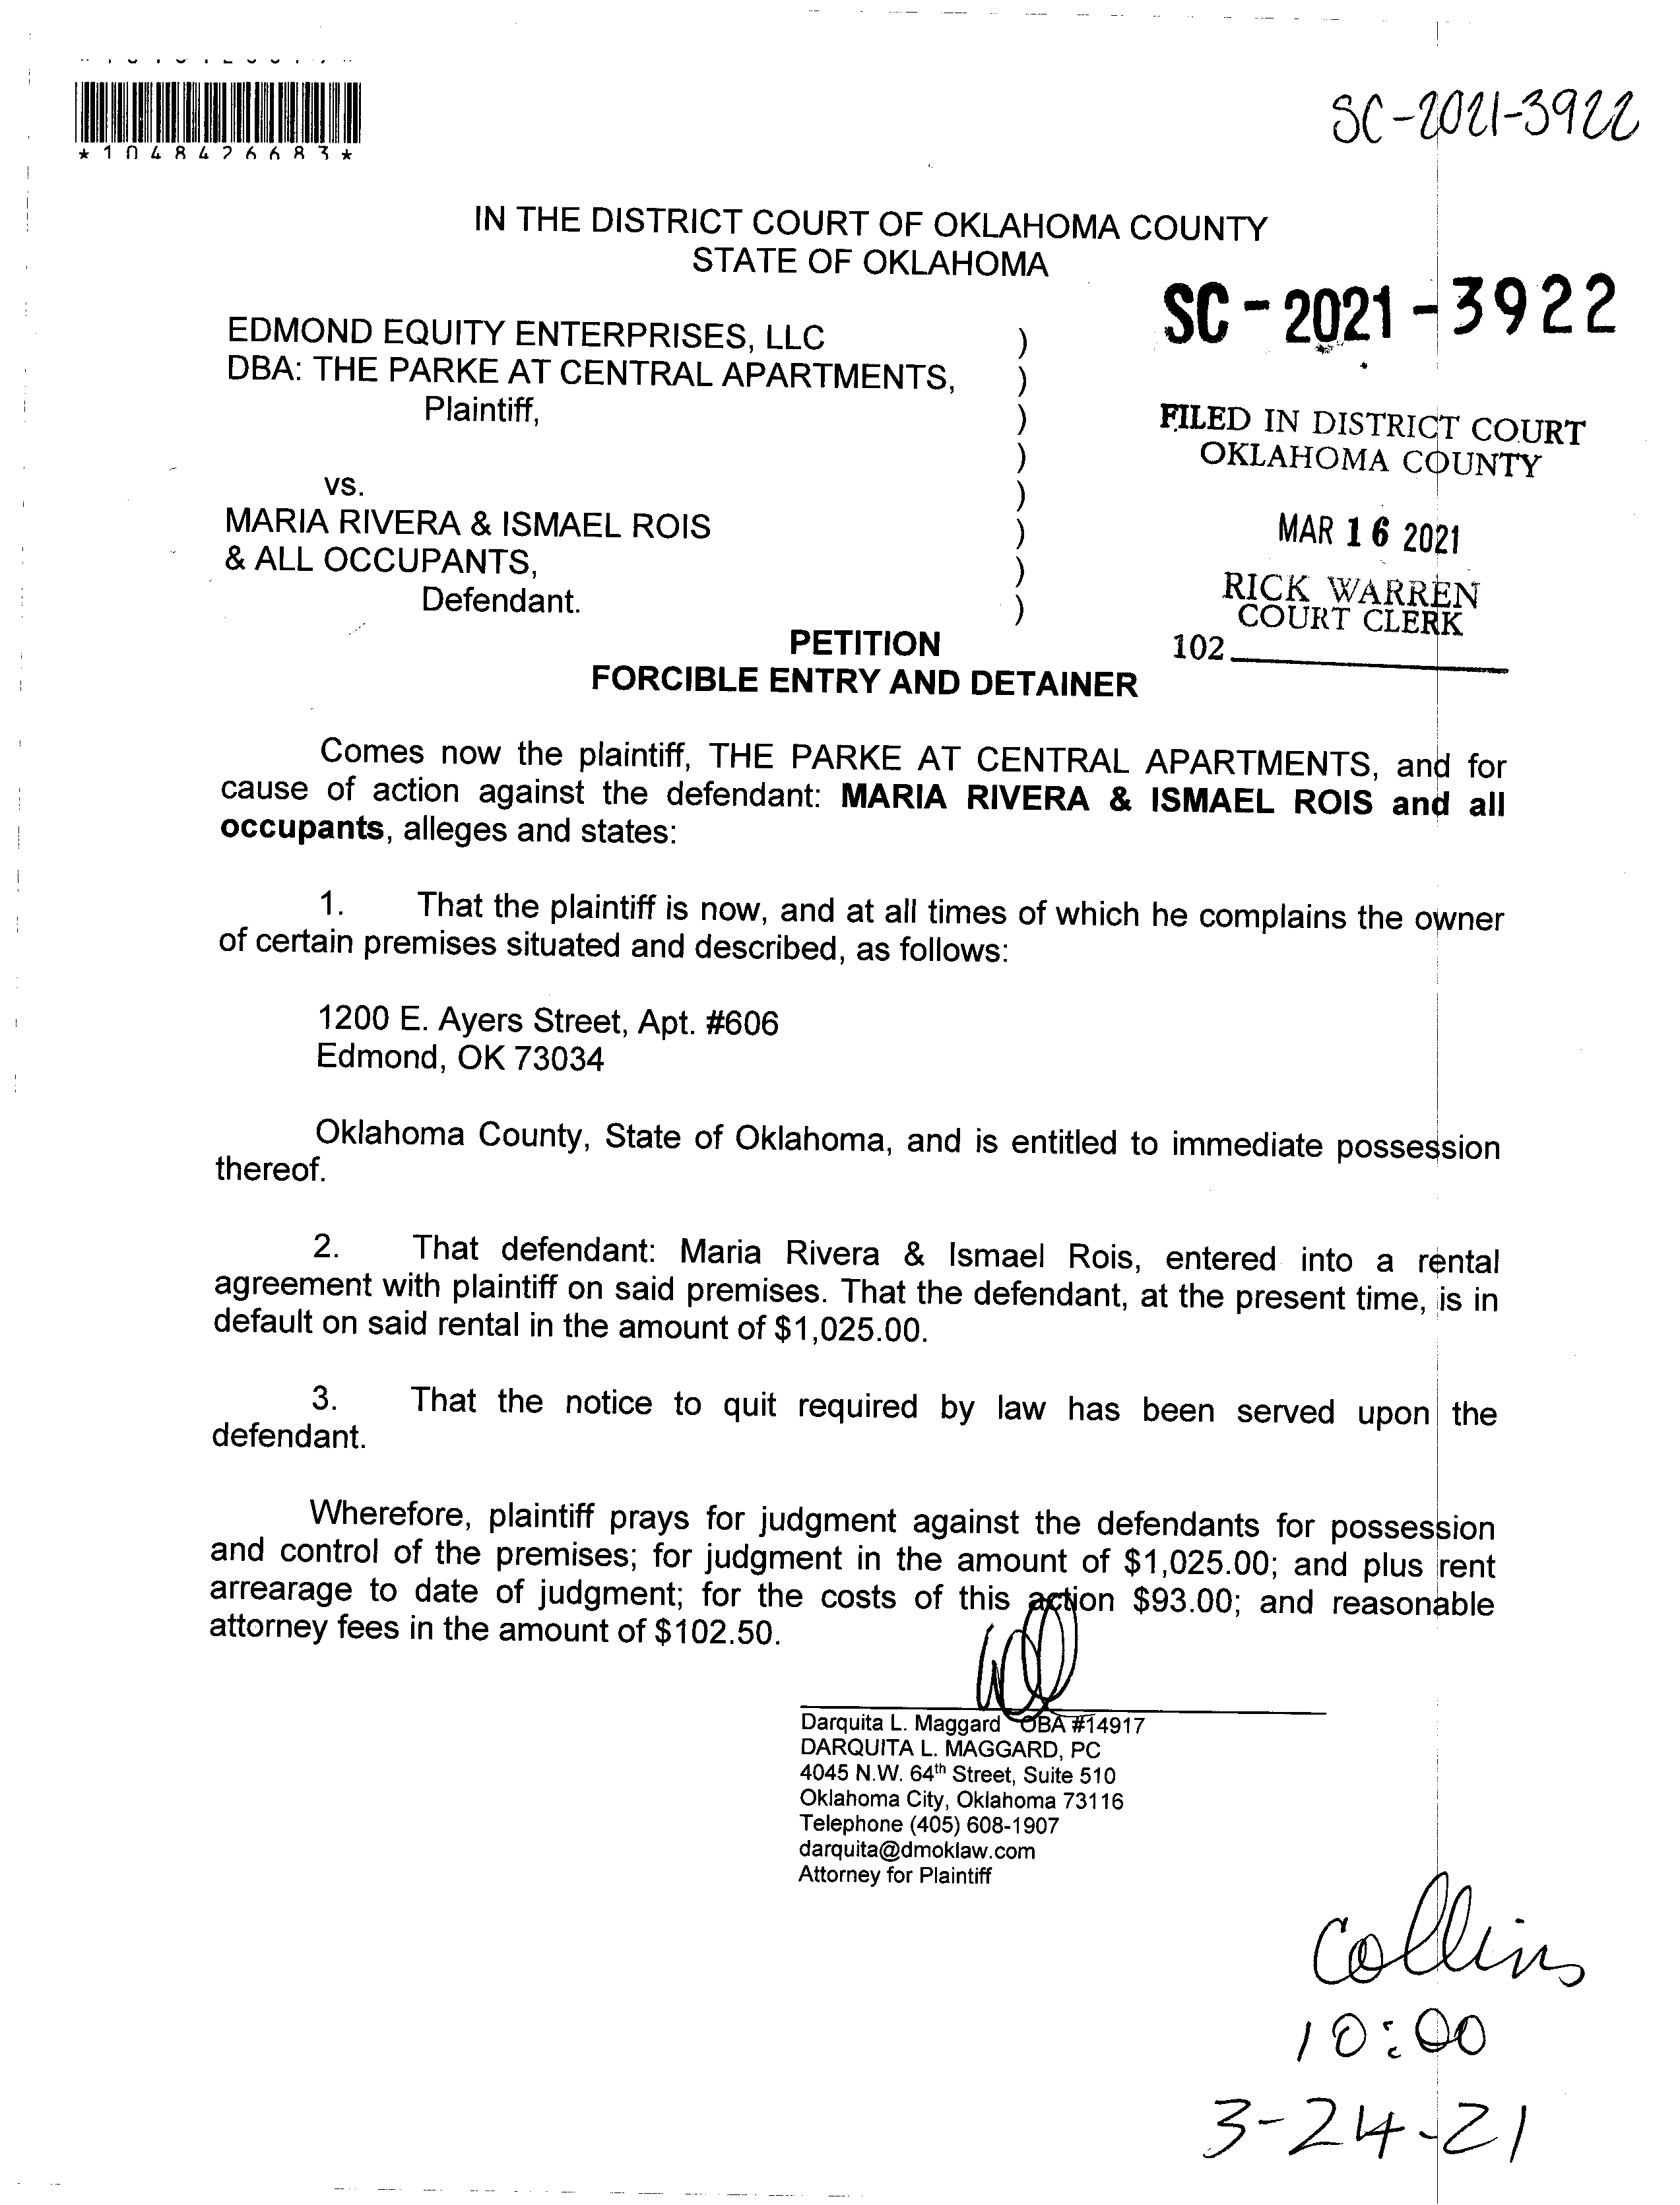 *1048426683*
SC-2021-3922
IN THE DISTRICT COURT OF OKLAHOMA COUNTY
STATE OF OKLAHOMA
SC-2021-3922
EDMOND EQUITY ENTERPRISES, LLC )
DBA: THE PARKE AT CENTRAL APARTMENTS, )
Plaintiff, )
)
vs. )
MARIA RIVERA & ISMAEL ROIS )
& ALL OCCUPANTS, )
Defendant. )
FILED IN DISTRICT COURT
OKLAHOMA COUNTY
MAR 16 2021
RICK WARREN
COURT CLERK
102
PETITION
FORCIBLE ENTRY AND DETAINER
Comes now the plaintiff, THE PARKE AT CENTRAL APARTMENTS, and for
cause of action against the defendant: MARIA RIVERA & ISMAEL ROIS and all
occupants, alleges and states:
1. That the plaintiff is now, and at all times of which he complains the owner
of certain premises situated and described, as follows:
1200 E. Ayers Street, Apt. #606
Edmond, OK 73034
Oklahoma County, State of Oklahoma, and is entitled to immediate possession
thereof.
2. That defendant: Maria Rivera & Ismael Rois, entered into a rental
agreement with plaintiff on said premises. That the defendant, at the present time, is in
default on said rental in the amount of $1,025.00.
3. That the notice to quit required by law has been served upon the
defendant.
Wherefore, plaintiff prays for judgment against the defendants for possession
and control of the premises; for judgment in the amount of $1,025.00; and plus rent
arrearage to date of judgment; for the costs of this action $93.00; and reasonable
attorney fees in the amount of $102.50.
Darquita L. Maggard OBA #14917
DARQUITA L. MAGGARD, PC
4045 N.W. 64th Street, Suite 510
Oklahoma City, Oklahoma 73116
Telephone (405) 608-1907
darquita@dmoklaw.com
Attorney for Plaintiff
Collins
10:00
3-24-21